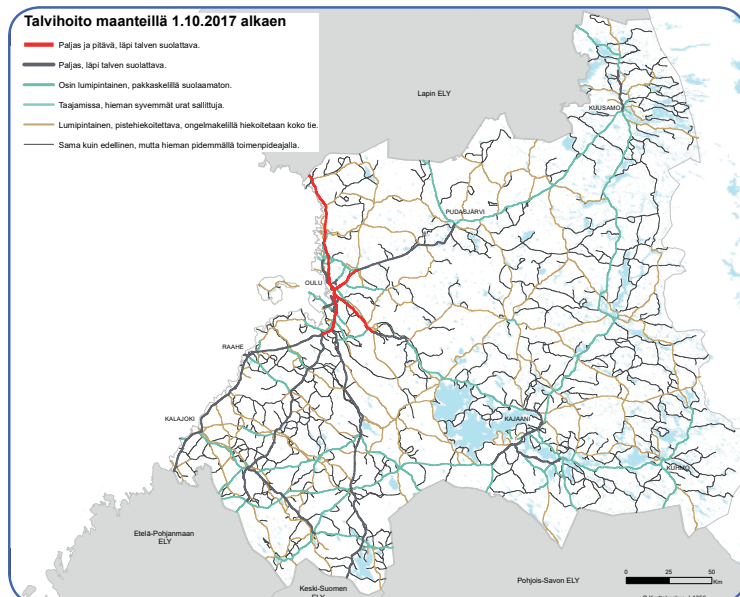 Talvihoito maanteillä 1.10.2017 alkaen
Paljas ja pitävä, läpi talven suolattava.
Paljas, läpi talven suolattava.
Osin lumipintainen, pakkaskelillä suolaamaton.
Taajamissa, hieman syvemmät urat sallittuja.
Lumipintainen, pistehiekoitettava, ongelmakelillä hiekoitetaan koko tie.
Sama kuin edellinen, mutta hieman pidemmällä toimenpideajalla.
Lapin ELY
KUUSAMO
PUDASJÄRVI
OULU
RAAHE
KALAJOKI
KAJAANI
KUHMO
Etelä-Pohjanmaan
ELY
Keski-Suomen
ELY
Pohjois-Savon ELY
0 25 50
Km